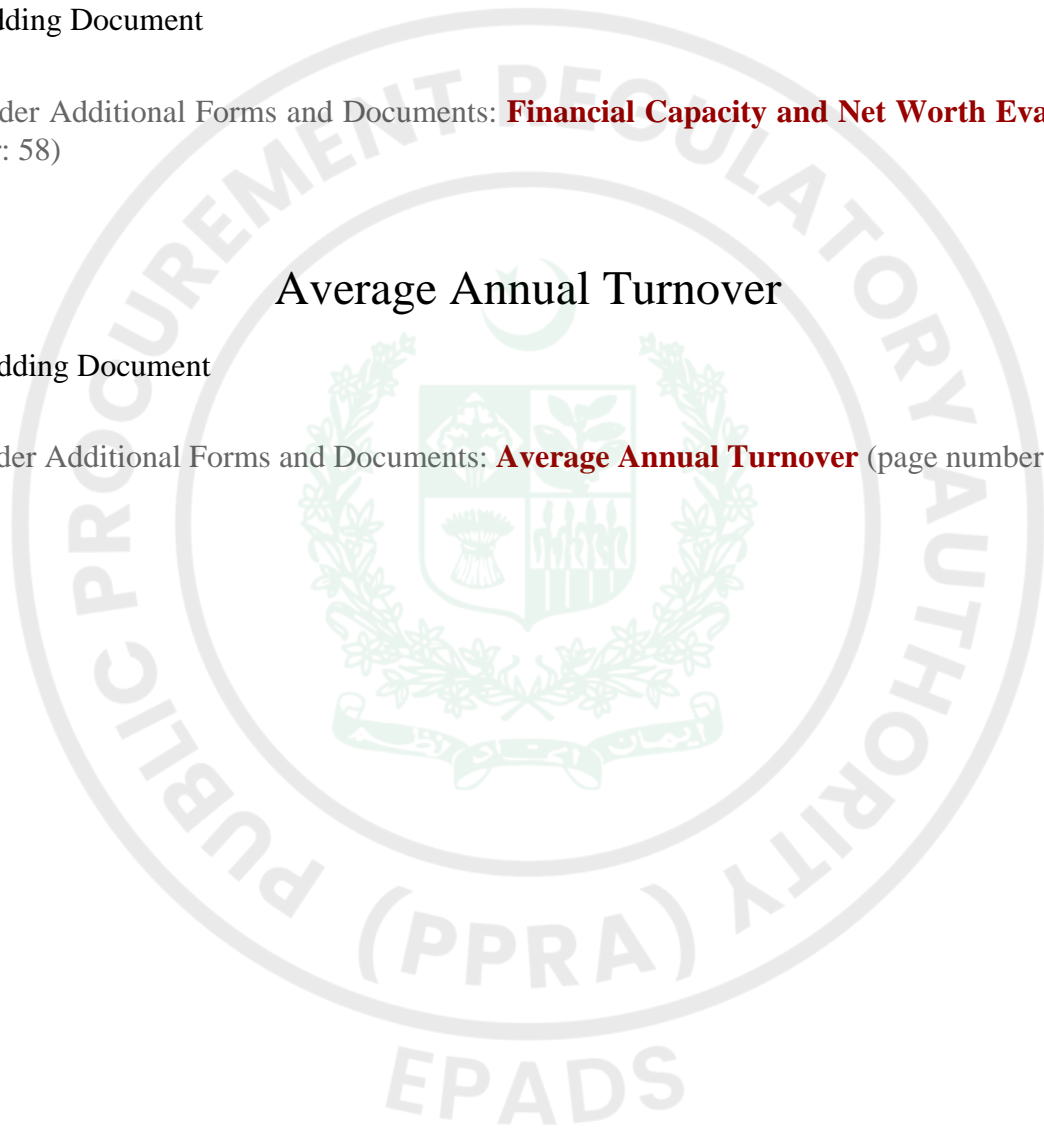 dding Document
der Additional Forms and Documents: Financial Capacity and Net Worth Eva
: 58)
Average Annual Turnover
dding Document
der Additional Forms and Documents: Average Annual Turnover (page number
PUBLIC PROCUREMENT REGULATORY AUTHORITY
(PPRA)
EPADS